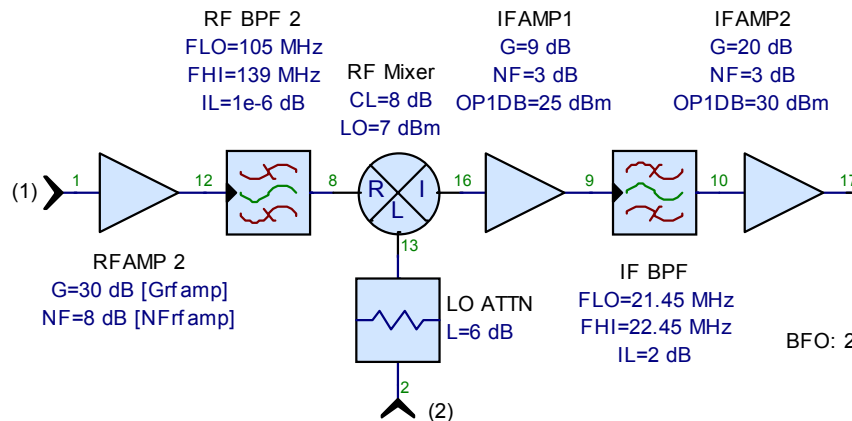 RF BPF 2
FLO=105 MHz
FHI=139 MHz
IL=1e-6 dB
RF Mixer
CL=8 dB
LO=7 dBm
IFAMP1
G=9 dB
NF=3 dB
OP1DB=25 dBm
IFAMP2
G=20 dB
NF=3 dB
OP1DB=30 dBm
(1)
1
12
8
R
I
L
16
9
10
17
13
RFAMP 2
G=30 dB [Grfamp]
NF=8 dB [NFrfamp]
LO ATTN
L=6 dB
2
(2)
IF BPF
FLO=21.45 MHz
FHI=22.45 MHz
IL=2 dB
BFO: 2